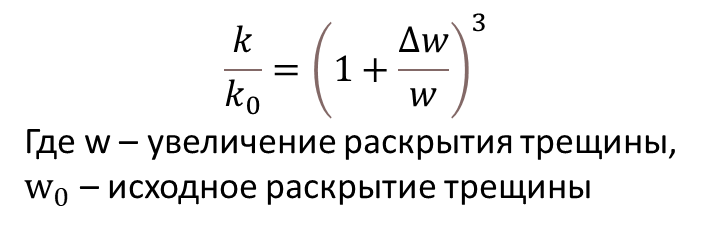 k/k₀ = (1 + Δw/w)³
Где w – увеличение раскрытия трещины,
w₀ – исходное раскрытие трещины